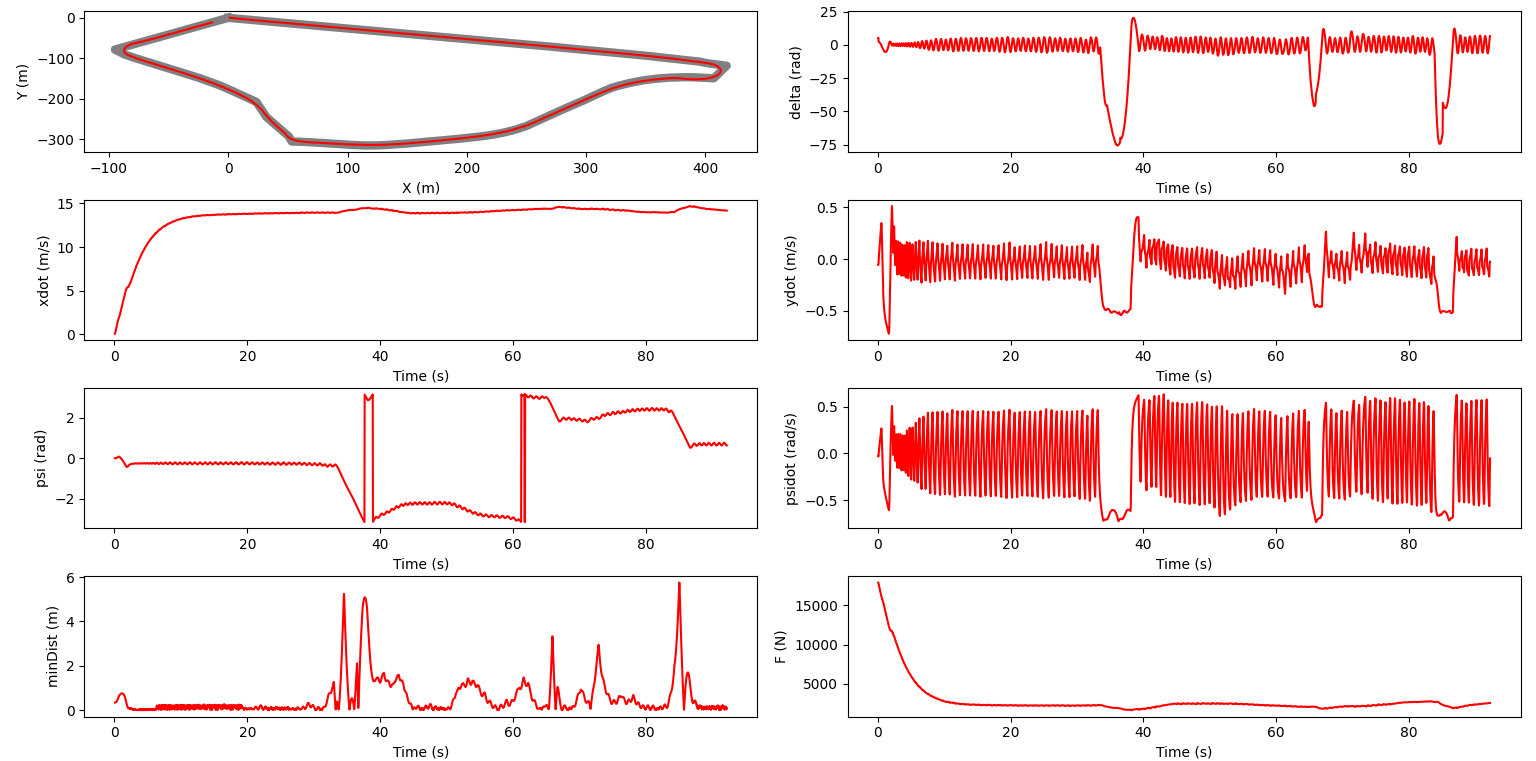 Y (m)
0
−100
−200
−300
−100 0 100 200 300 400
X (m)
delta (rad)
25
0
−25
−50
−75
0 20 40 60 80
Time (s)
xdot (m/s)
15
10
5
0
0 20 40 60 80
Time (s)
ydot (m/s)
0.5
0.0
−0.5
0 20 40 60 80
Time (s)
psi (rad)
2
0
−2
0 20 40 60 80
Time (s)
psidot (rad/s)
0.5
0.0
−0.5
0 20 40 60 80
Time (s)
minDist (m)
6
4
2
0
0 20 40 60 80
Time (s)
F (N)
15000
10000
5000
0 20 40 60 80
Time (s)